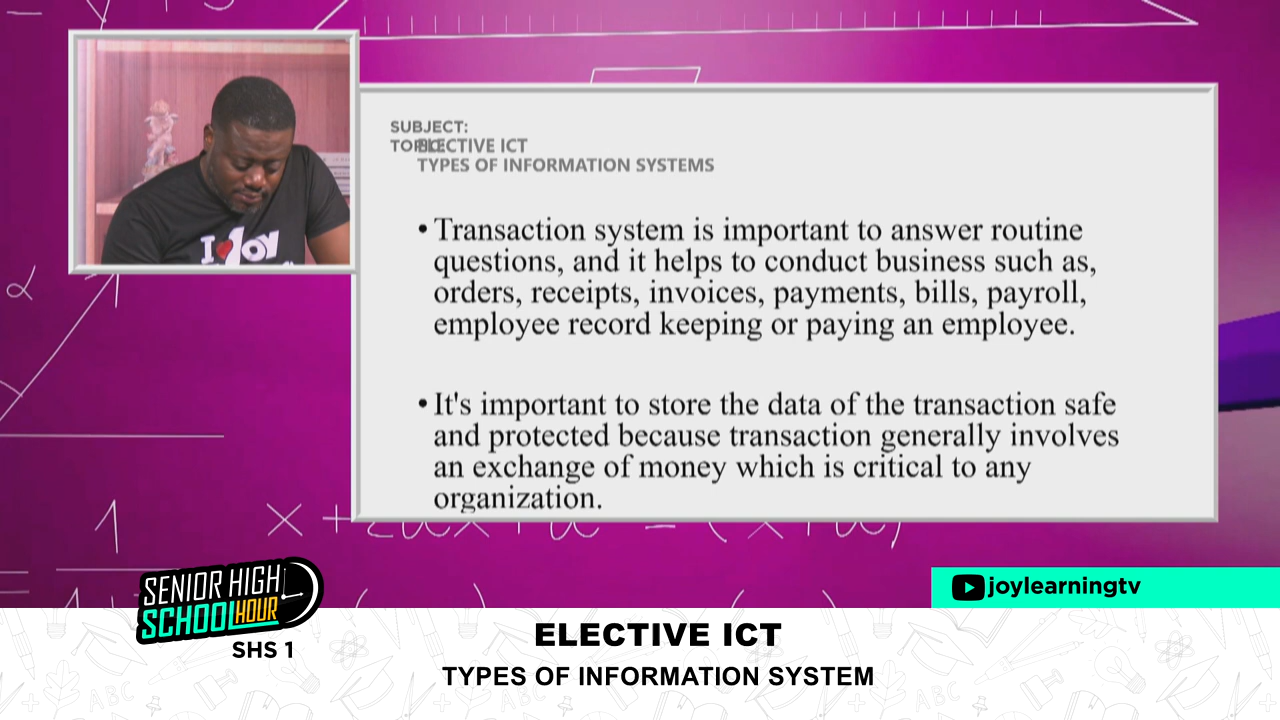 SUBJECT:
TOPIC:
ELECTIVE ICT
TYPES OF INFORMATION SYSTEMS
• Transaction system is important to answer routine
questions, and it helps to conduct business such as,
orders, receipts, invoices, payments, bills, payroll,
employee record keeping or paying an employee.
• It's important to store the data of the transaction safe
and protected because transaction generally involves
an exchange of money which is critical to any
organization.
I Joy
SENIOR HIGH
SCHOOL HOUR
SHS 1
joylearningtv
ELECTIVE ICT
TYPES OF INFORMATION SYSTEM